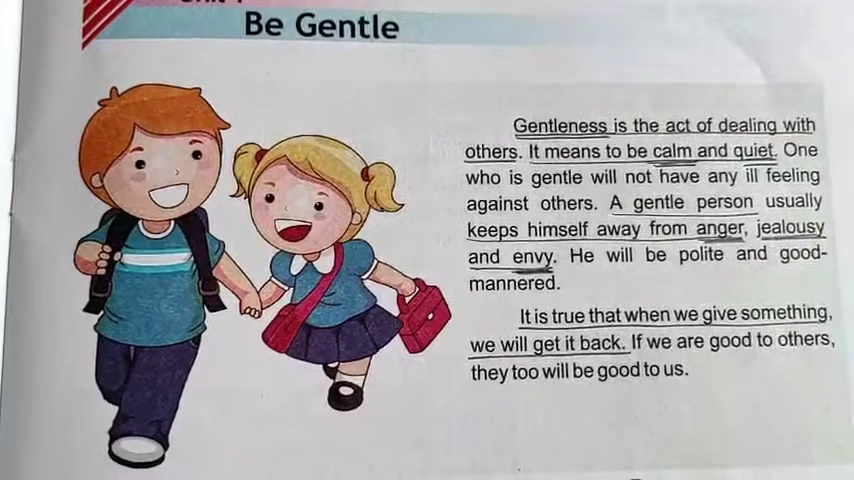 Be Gentle
Gentleness is the act of dealing with
others. It means to be calm and quiet. One
who is gentle will not have any ill feeling
against others. A gentle person usually
keeps himself away from anger, jealousy
and envy. He will be polite and good-
mannered.
It is true that when we give something,
we will get it back. If we are good to others,
they too will be good to us.